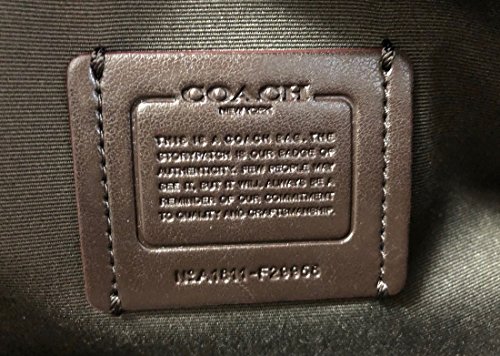 COACH
NEW YORK
THIS IS A COACH BAG. THE
STORYPATCH IS OUR BADGE OF
AUTHENTICITY. FEW PEOPLE MAY
SEE IT, BUT IT WILL ALWAYS BE A
REMINDER OF OUR COMMITMENT
TO QUALITY AND CRAFTSMANSHIP.
NO.A1811-F29966